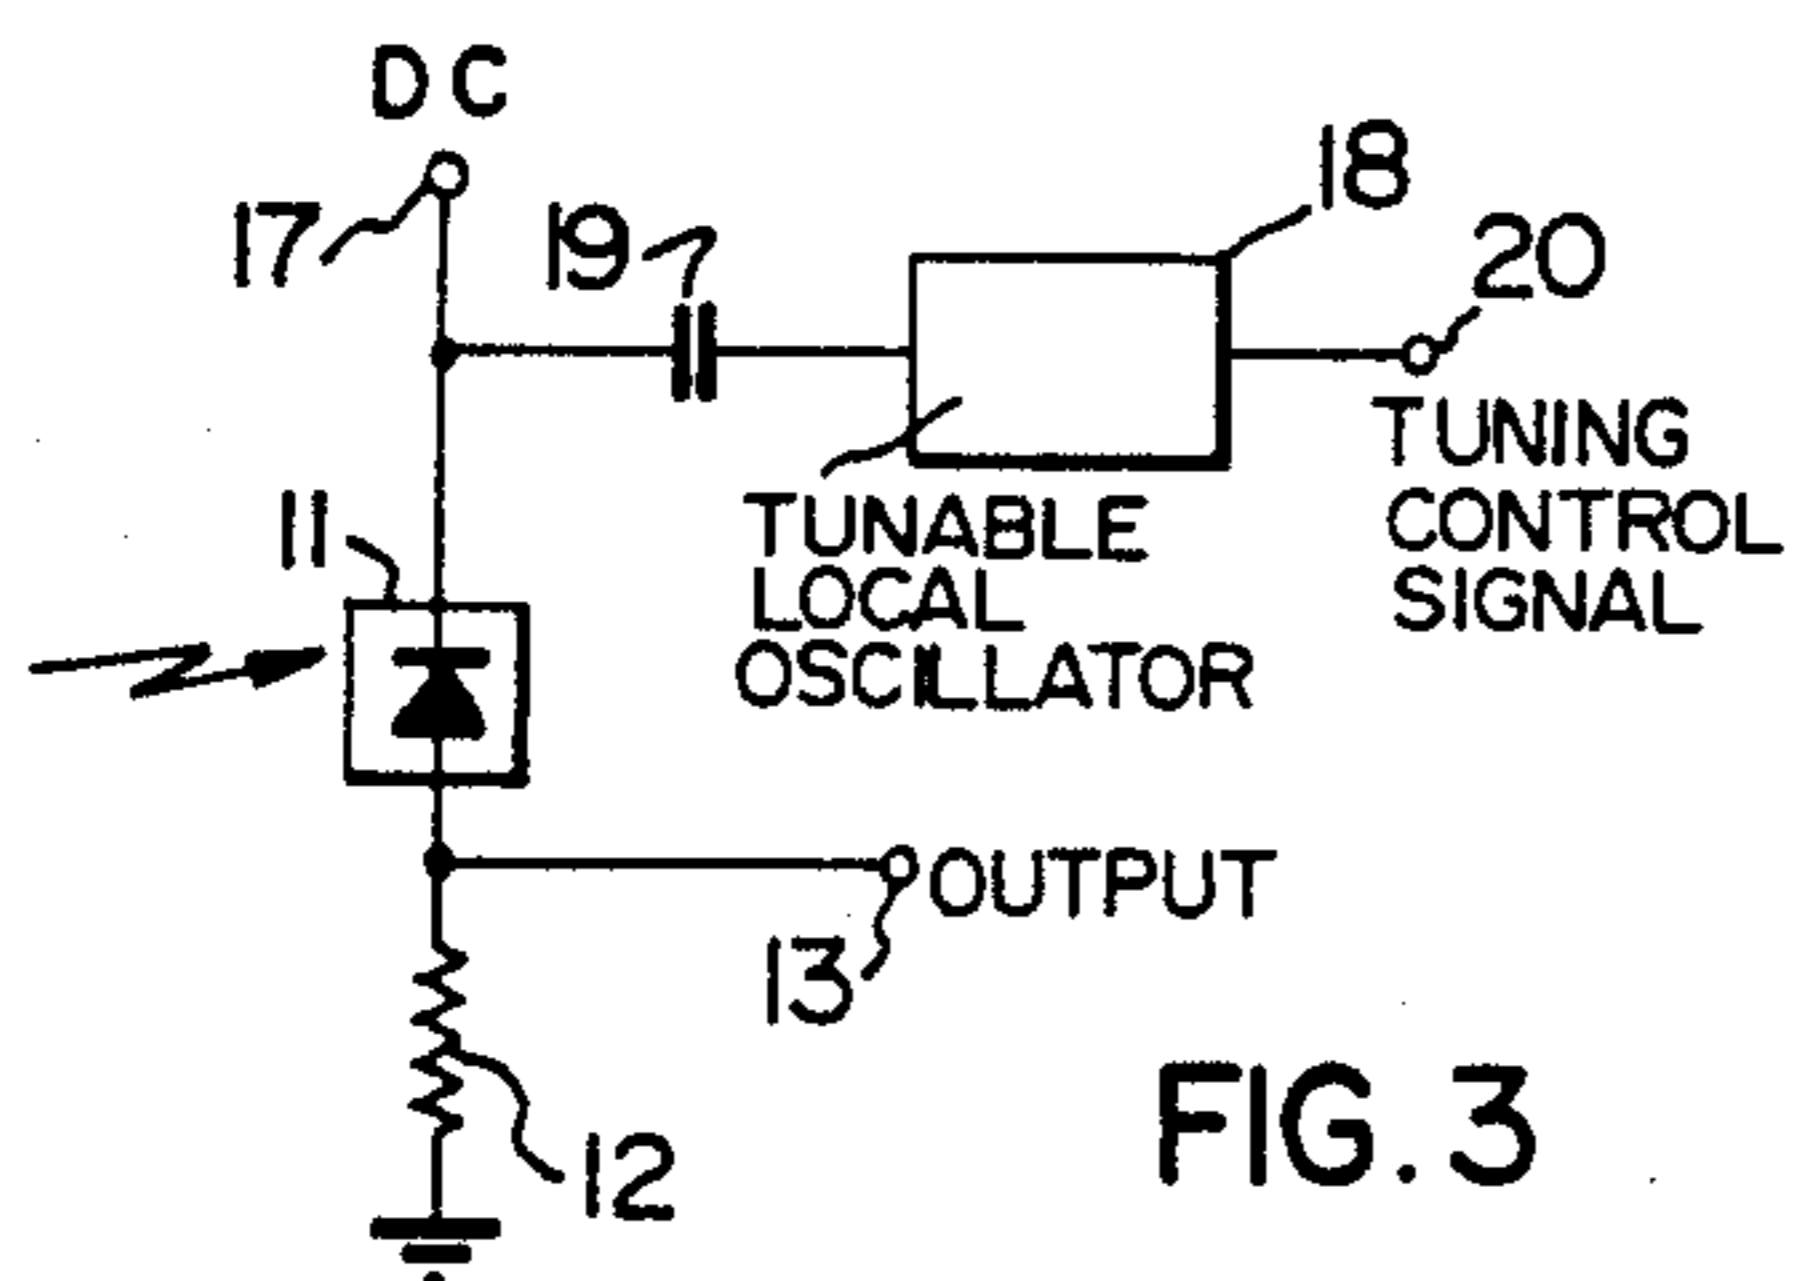 DC
17
19
18
20
TUNING
CONTROL
SIGNAL
11
TUNABLE
LOCAL
OSCILLATOR
OUTPUT
13
12
FIG. 3